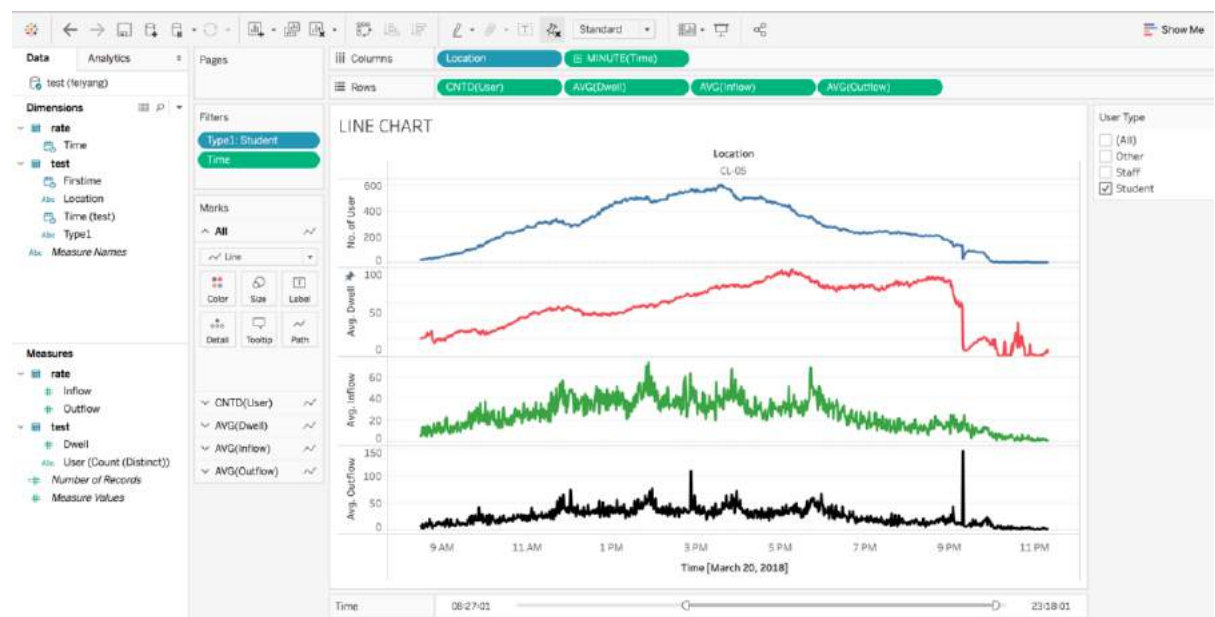 Standard
Show Me
Data
Analytics
Pages
Columns
Location
MINUTE(Time)
test (feiyang)
Rows
CNTD(User)
AVG(Dwell)
AVG(Inflow)
AVG(Outflow)
Dimensions
rate
Time
test
Firstime
Abc Location
Time (test)
Abc Type1
Abc Measure Names
Measures
rate
Inflow
Outflow
test
Dwell
Abc User (Count (Distinct))
Number of Records
Measure Values
Filters
Type1: Student
Time
Marks
All
Line
Color
Size
Label
Detail
Tooltip
Path
CNTD(User)
AVG(Dwell)
AVG(Inflow)
AVG(Outflow)
LINE CHART
Location
CL-05
No. of User
600
400
200
0
Avg. Dwell
100
50
0
Avg. Inflow
60
40
20
0
Avg. Outflow
150
100
50
0
9 AM 11 AM 1 PM 3 PM 5 PM 7 PM 9 PM 11 PM
Time [March 20, 2018]
Time
08:27:01
23:18:01
User Type
(All)
Other
Staff
Student